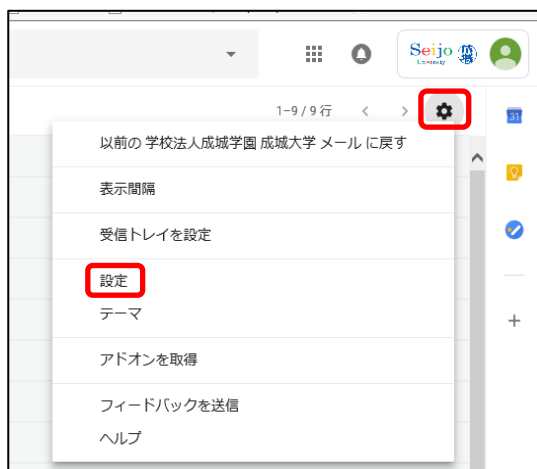 Seijo
University
1-9 / 9 行
以前の 学校法人成城学園 成城大学 メール に戻す
31
表示間隔
受信トレイを設定
設定
テーマ
アドオンを取得
フィードバックを送信
ヘルプ